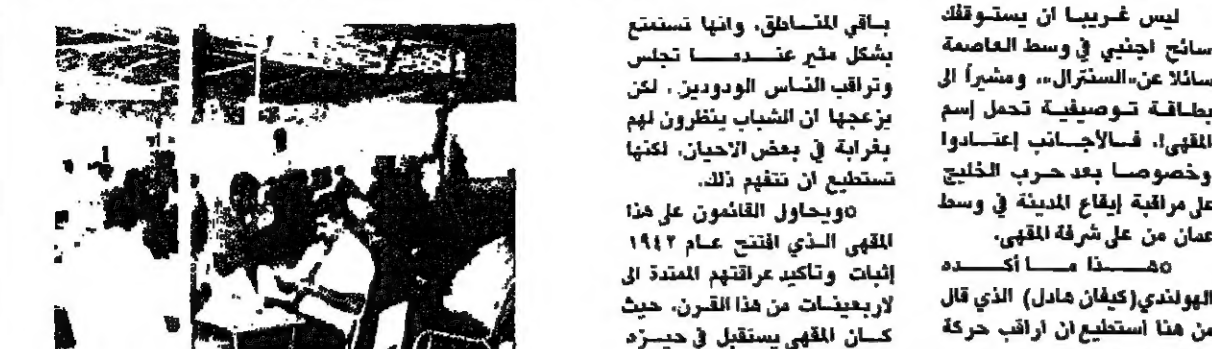 ليس غريبا ان يستوقفك
سائح اجنبي في وسط العاصمة
سائلا عن «السنترال»، ومشيراً الى
بطاقة توصيفية تحمل إسم
المقهى!. فالأجانب إعتادوا
وخصوصا بعد حرب الخليج
على مراقبة إيقاع المدينة في وسط
عمان من على شرفة المقهى.
٥هذا ما أكده
الهولندي(كيفان هادل) الذي قال
من هنا استطيع ان اراقب حركة
باقي المناطق، وانها تستمتع
بشكل مثير عندما تجلس
وتراقب الناس الودودين، لكن
يزعجها ان الشباب ينظرون لهم
بغرابة في بعض الاحيان، لكنها
تستطيع ان تتفهم ذلك.
٥ويحاول القائمون على هذا
المقهى الذي افتتح عام ١٩٤٢
إثبات وتاكيد عراقتهم الممتدة الى
لاربعينات من هذا القرن، حيث
كان المقهى يستقبل في حيزه